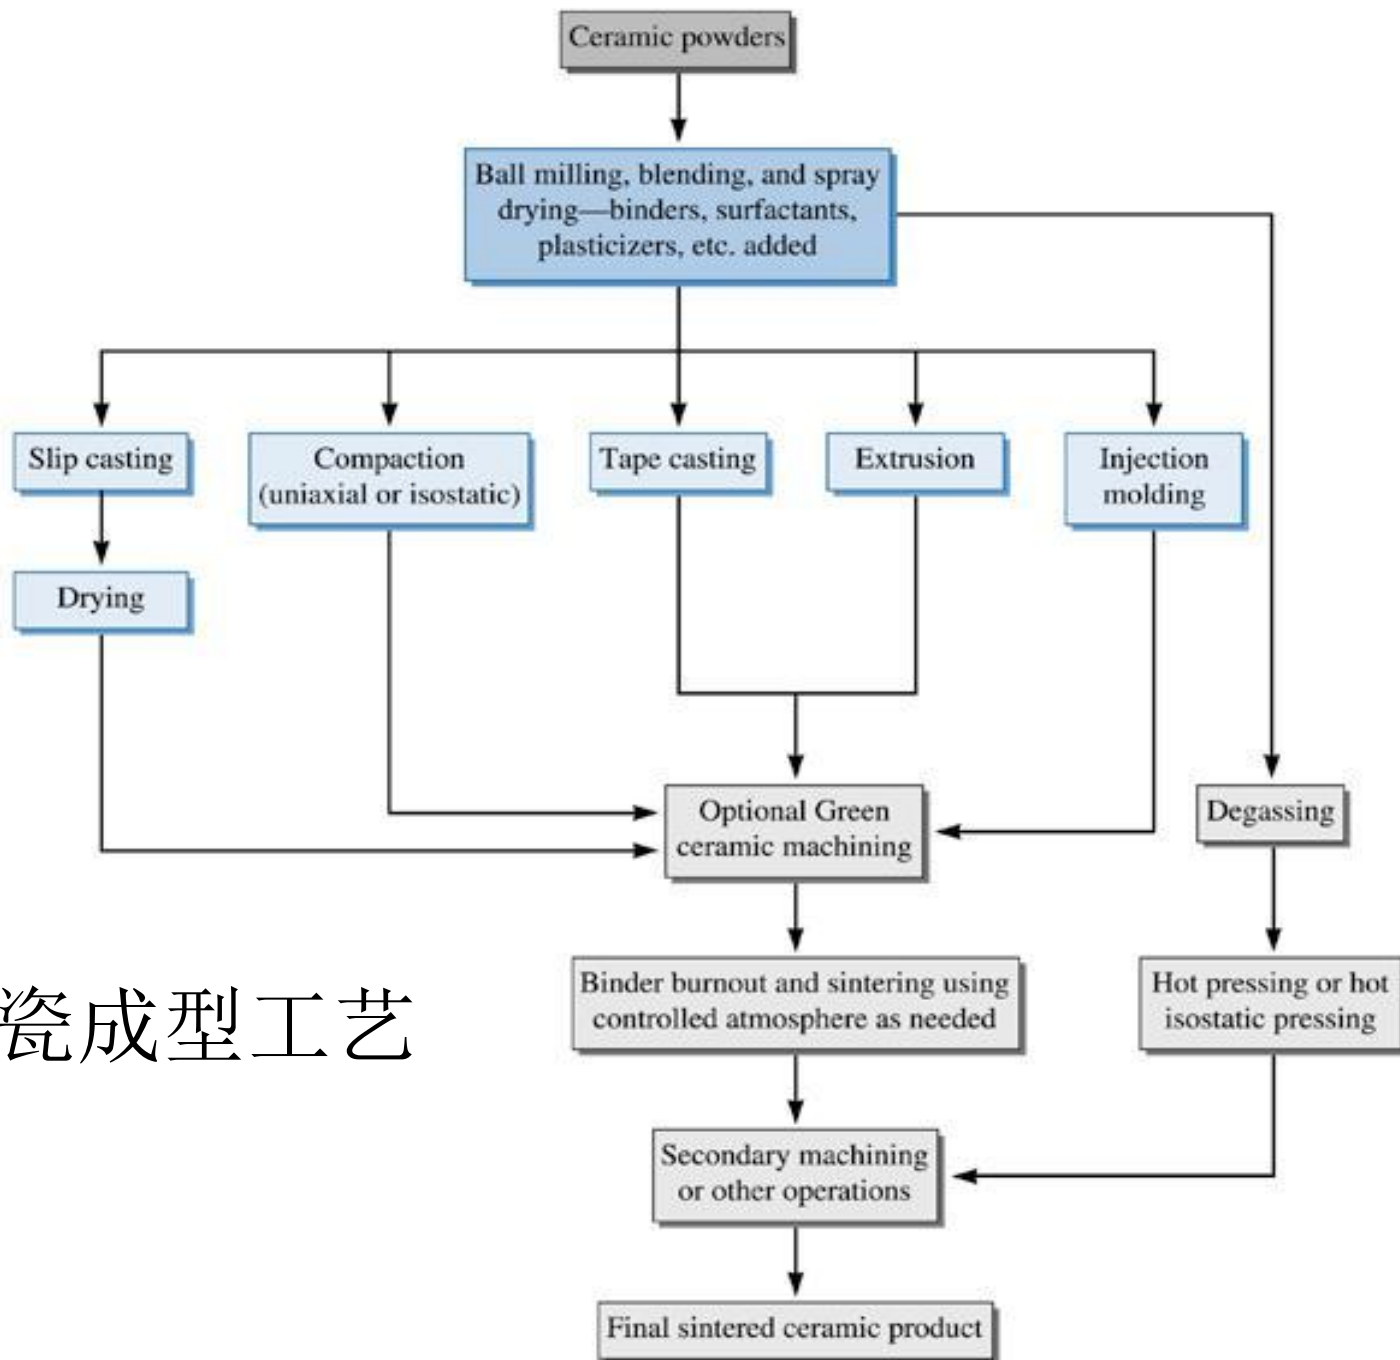 Ceramic powders
Ball milling, blending, and spray
drying—binders, surfactants,
plasticizers, etc. added
Slip casting
Compaction
(uniaxial or isostatic)
Tape casting
Extrusion
Injection
molding
Drying
Optional Green
ceramic machining
Degassing
Binder burnout and sintering using
controlled atmosphere as needed
Hot pressing or hot
isostatic pressing
瓷成型工艺
Secondary machining
or other operations
Final sintered ceramic product